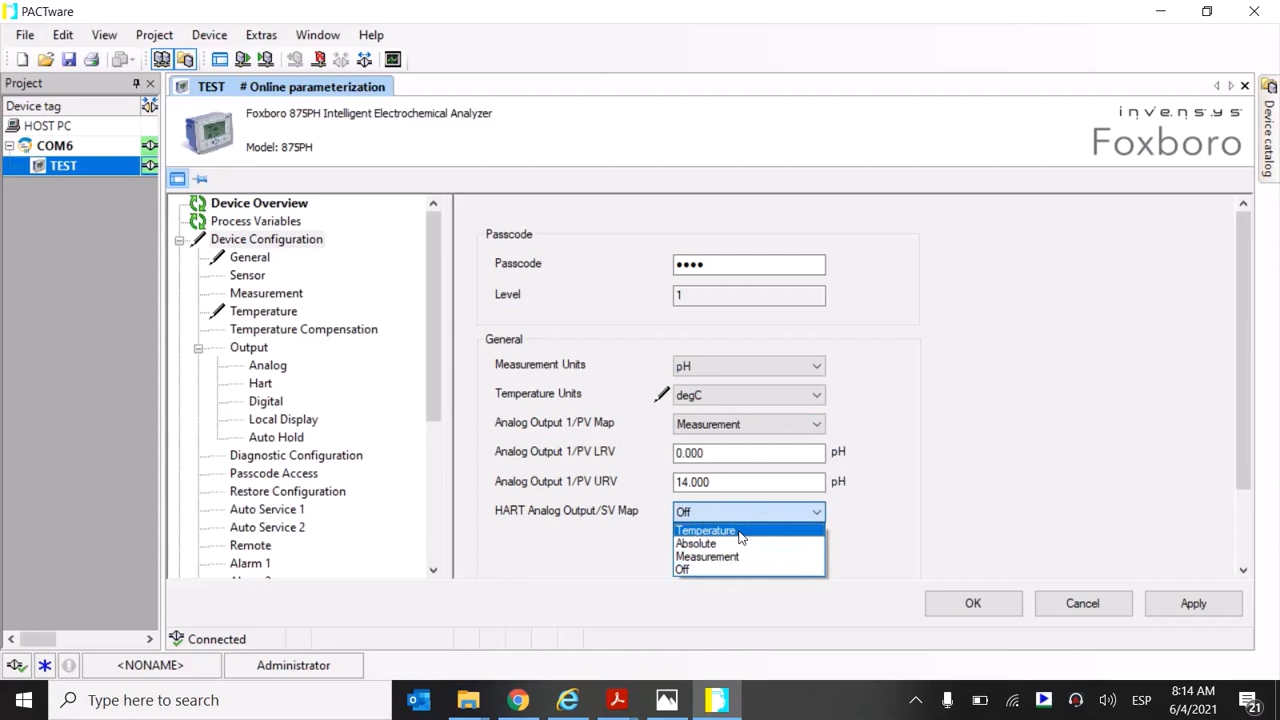 PACTware
File Edit View Project Device Extras Window Help
Project
Device tag
HOST PC
COM6
TEST
TEST # Online parameterization
Foxboro 875PH Intelligent Electrochemical Analyzer
Model: 875PH
invensys
Foxboro
Device catalog
Device Overview
Process Variables
Device Configuration
General
Sensor
Measurement
Temperature
Temperature Compensation
Output
Analog
Hart
Digital
Local Display
Auto Hold
Diagnostic Configuration
Passcode Access
Restore Configuration
Auto Service 1
Auto Service 2
Remote
Alarm 1
Passcode
Passcode ••••
Level 1
General
Measurement Units pH
Temperature Units degC
Analog Output 1/PV Map Measurement
Analog Output 1/PV LRV 0.000 pH
Analog Output 1/PV URV 14.000 pH
HART Analog Output/SV Map Off
Temperature
Absolute
Measurement
Off
OK Cancel Apply
Connected
<NONAME> Administrator
Type here to search
ESP
8:14 AM
6/4/2021
21